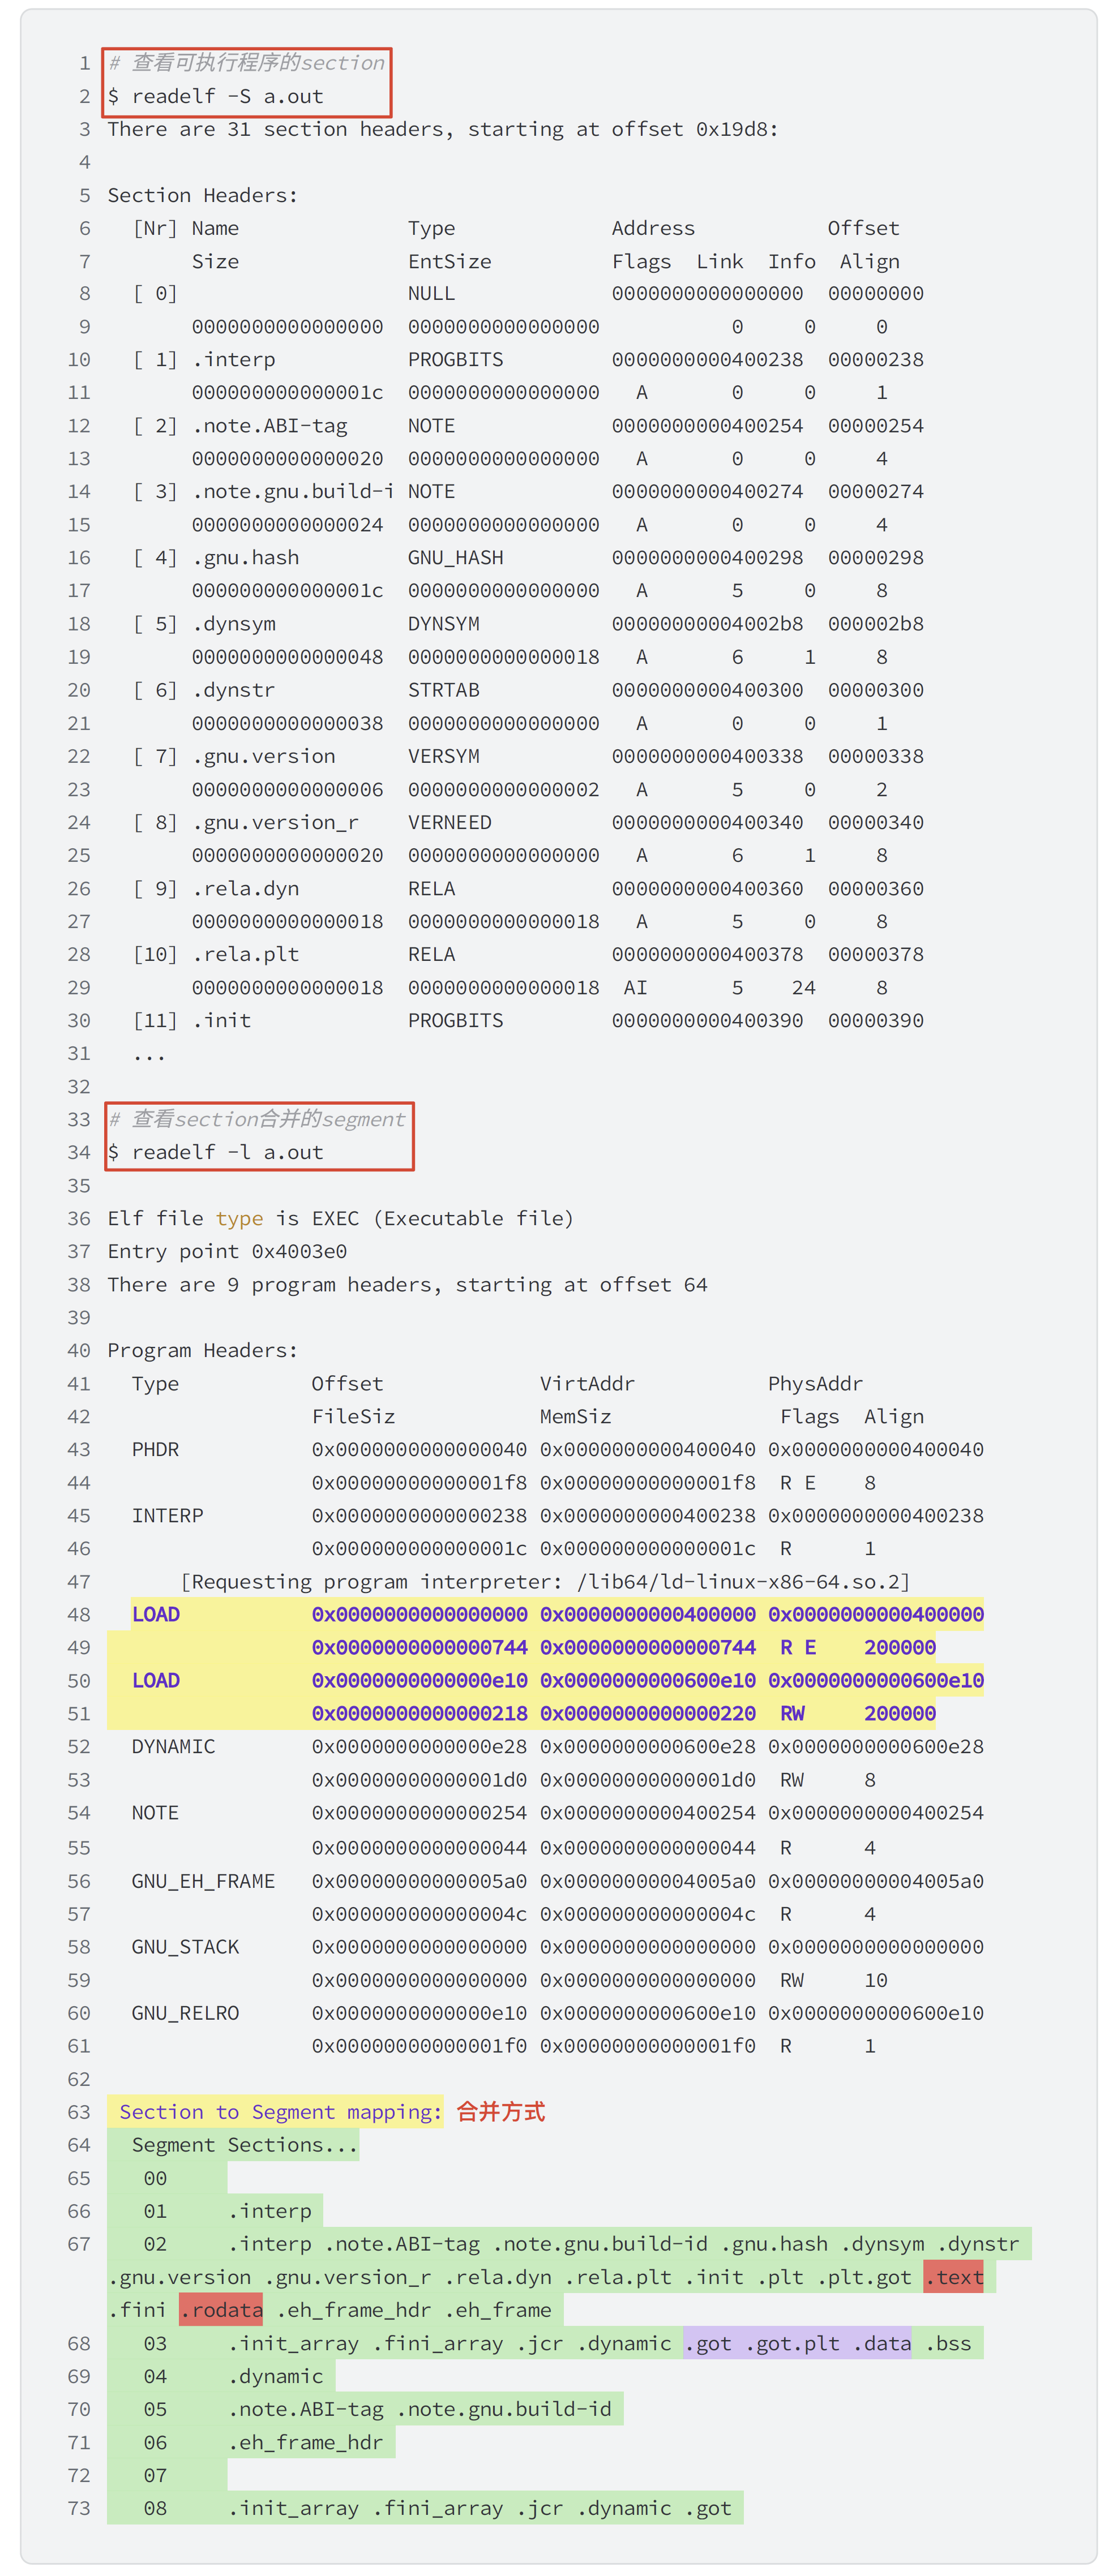 1 # 查看可执行程序的section
2 $ readelf -S a.out
3 There are 31 section headers, starting at offset 0x19d8:
4
5 Section Headers:
6   [Nr] Name              Type             Address           Offset
7        Size              EntSize          Flags  Link  Info  Align
8   [ 0]                   NULL             0000000000000000  00000000
9        0000000000000000  0000000000000000           0     0     0
10   [ 1] .interp           PROGBITS         0000000000400238  00000238
11        000000000000001c  0000000000000000   A       0     0     1
12   [ 2] .note.ABI-tag     NOTE             0000000000400254  00000254
13        0000000000000020  0000000000000000   A       0     0     4
14   [ 3] .note.gnu.build-i NOTE             0000000000400274  00000274
15        0000000000000024  0000000000000000   A       0     0     4
16   [ 4] .gnu.hash         GNU_HASH         0000000000400298  00000298
17        000000000000001c  0000000000000000   A       5     0     8
18   [ 5] .dynsym           DYNSYM           00000000004002b8  000002b8
19        0000000000000048  0000000000000018   A       6     1     8
20   [ 6] .dynstr           STRTAB           0000000000400300  00000300
21        0000000000000038  0000000000000000   A       0     0     1
22   [ 7] .gnu.version      VERSYM           0000000000400338  00000338
23        0000000000000006  0000000000000002   A       5     0     2
24   [ 8] .gnu.version_r    VERNEED          0000000000400340  00000340
25        0000000000000020  0000000000000000   A       6     1     8
26   [ 9] .rela.dyn         RELA             0000000000400360  00000360
27        0000000000000018  0000000000000018   A       5     0     8
28   [10] .rela.plt         RELA             0000000000400378  00000378
29        0000000000000018  0000000000000018  AI       5    24     8
30   [11] .init             PROGBITS         0000000000400390  00000390
31   ...
32
33 # 查看section合并的segment
34 $ readelf -l a.out
35
36 Elf file type is EXEC (Executable file)
37 Entry point 0x4003e0
38 There are 9 program headers, starting at offset 64
39
40 Program Headers:
41   Type           Offset             VirtAddr           PhysAddr
42                  FileSiz            MemSiz              Flags  Align
43   PHDR           0x0000000000000040 0x0000000000400040 0x0000000000400040
44                  0x00000000000001f8 0x00000000000001f8  R E    8
45   INTERP         0x0000000000000238 0x0000000000400238 0x0000000000400238
46                  0x000000000000001c 0x000000000000001c  R      1
47       [Requesting program interpreter: /lib64/ld-linux-x86-64.so.2]
48   LOAD           0x0000000000000000 0x0000000000400000 0x0000000000400000
49                  0x0000000000000744 0x0000000000000744  R E    200000
50   LOAD           0x0000000000000e10 0x0000000000600e10 0x0000000000600e10
51                  0x0000000000000218 0x0000000000000220  RW     200000
52   DYNAMIC        0x0000000000000e28 0x0000000000600e28 0x0000000000600e28
53                  0x00000000000001d0 0x00000000000001d0  RW     8
54   NOTE           0x0000000000000254 0x0000000000400254 0x0000000000400254
55                  0x0000000000000044 0x0000000000000044  R      4
56   GNU_EH_FRAME   0x00000000000005a0 0x00000000004005a0 0x00000000004005a0
57                  0x000000000000004c 0x000000000000004c  R      4
58   GNU_STACK      0x0000000000000000 0x0000000000000000 0x0000000000000000
59                  0x0000000000000000 0x0000000000000000  RW     10
60   GNU_RELRO      0x0000000000000e10 0x0000000000600e10 0x0000000000600e10
61                  0x00000000000001f0 0x00000000000001f0  R      1
62
63  Section to Segment mapping: 合并方式
64   Segment Sections...
65    00
66    01     .interp
67    02     .interp .note.ABI-tag .note.gnu.build-id .gnu.hash .dynsym .dynstr
.gnu.version .gnu.version_r .rela.dyn .rela.plt .init .plt .plt.got .text
.fini .rodata .eh_frame_hdr .eh_frame
68    03     .init_array .fini_array .jcr .dynamic .got .got.plt .data .bss
69    04     .dynamic
70    05     .note.ABI-tag .note.gnu.build-id
71    06     .eh_frame_hdr
72    07
73    08     .init_array .fini_array .jcr .dynamic .got